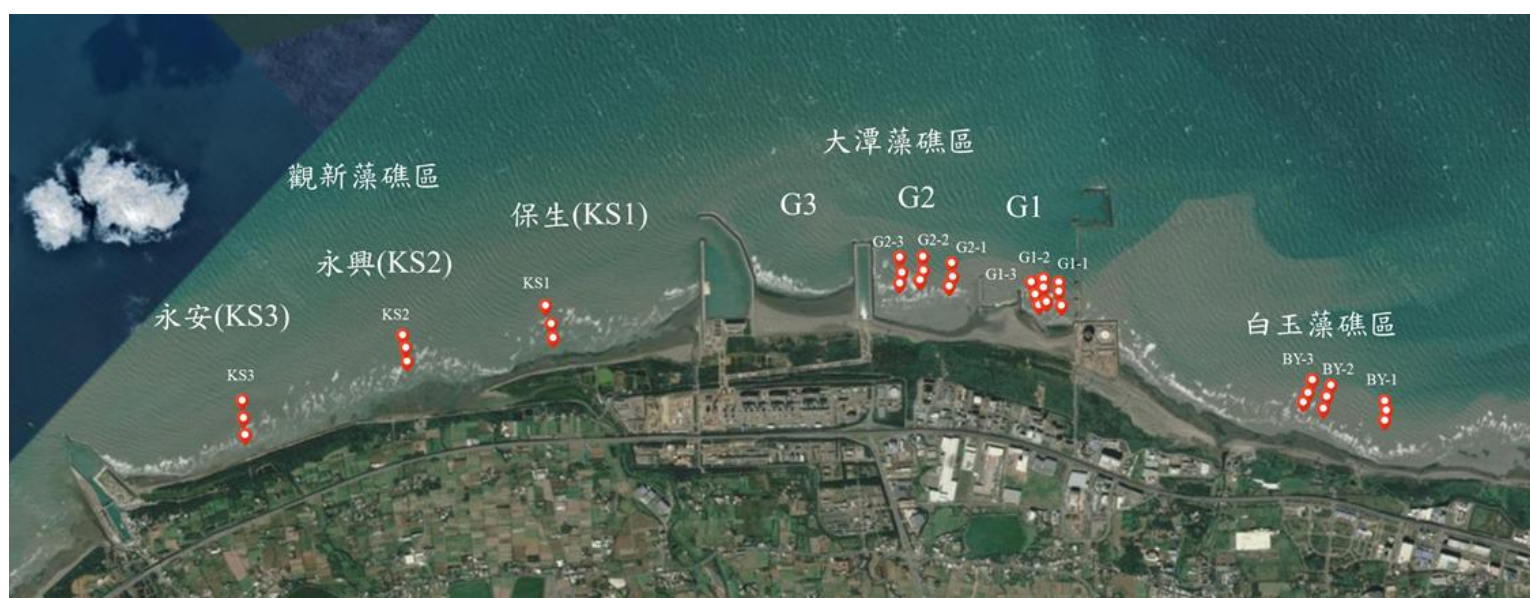 大潭藻礁區
觀新藻礁區
G3
G2
G1
保生(KS1)
G2-3
G2-2
G2-1
永興(KS2)
G1-3
G1-2
G1-1
永安(KS3)
KS1
KS2
白玉藻礁區
BY-3
BY-2
BY-1
KS3